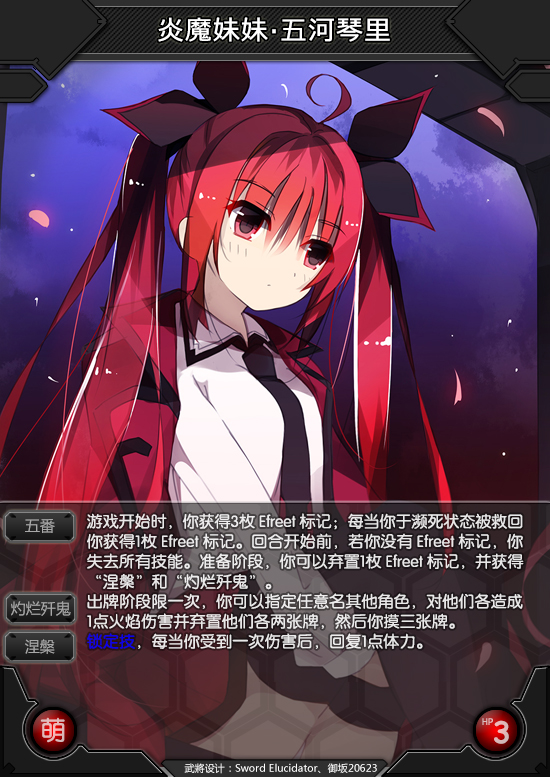 炎魔妹妹·五河琴里
五番
游戏开始时，你获得3枚 Efreet 标记；每当你于濒死状态被救回
你获得1枚 Efreet 标记。回合开始前，若你没有 Efreet 标记，你
失去所有技能。准备阶段，你可以弃置1枚 Efreet 标记，并获得
“涅槃”和“灼烂歼鬼”。
灼烂歼鬼
出牌阶段限一次，你可以指定任意名其他角色，对他们各造成
1点火焰伤害并弃置他们各两张牌，然后你摸三张牌。
涅槃
锁定技，每当你受到一次伤害后，回复1点体力。
萌
HP 3
武将设计：Sword Elucidator、御坂20623